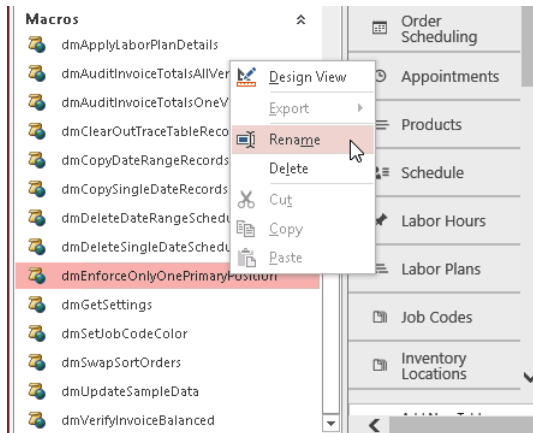 Macros
dmApplyLaborPlanDetails
dmAuditInvoiceTotalsAllVer
dmAuditInvoiceTotalsOneV
dmClearOutTraceTableReco
dmCopyDateRangeRecords
dmCopySingleDateRecords
dmDeleteDateRangeSchedu
dmDeleteSingleDateSchedu
dmEnforceOnlyOnePrimaryPosition
dmGetSettings
dmSetJobCodeColor
dmSwapSortOrders
dmUpdateSampleData
dmVerifyInvoiceBalanced
Design View
Export
Rename
Delete
Cut
Copy
Paste
Order
Scheduling
Appointments
Products
Schedule
Labor Hours
Labor Plans
Job Codes
Inventory
Locations